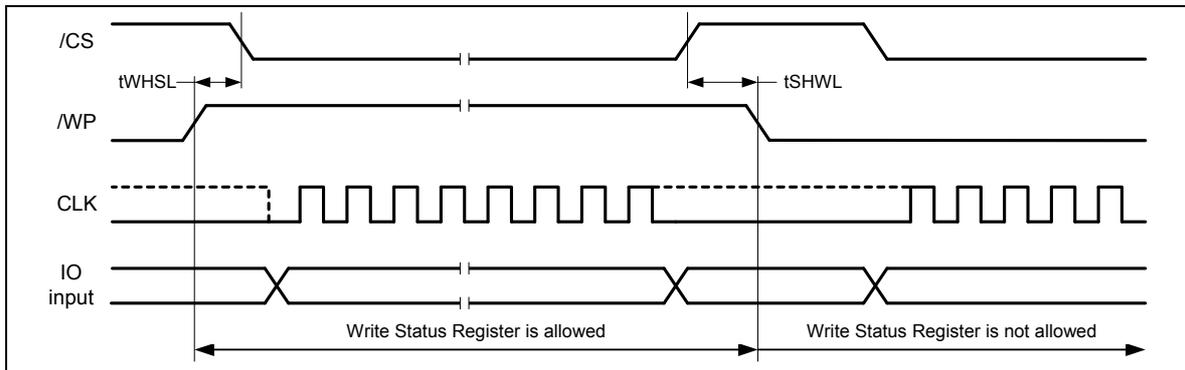 /CS
tWHSL
tSHWL
/WP
CLK
IO
input
Write Status Register is allowed
Write Status Register is not allowed